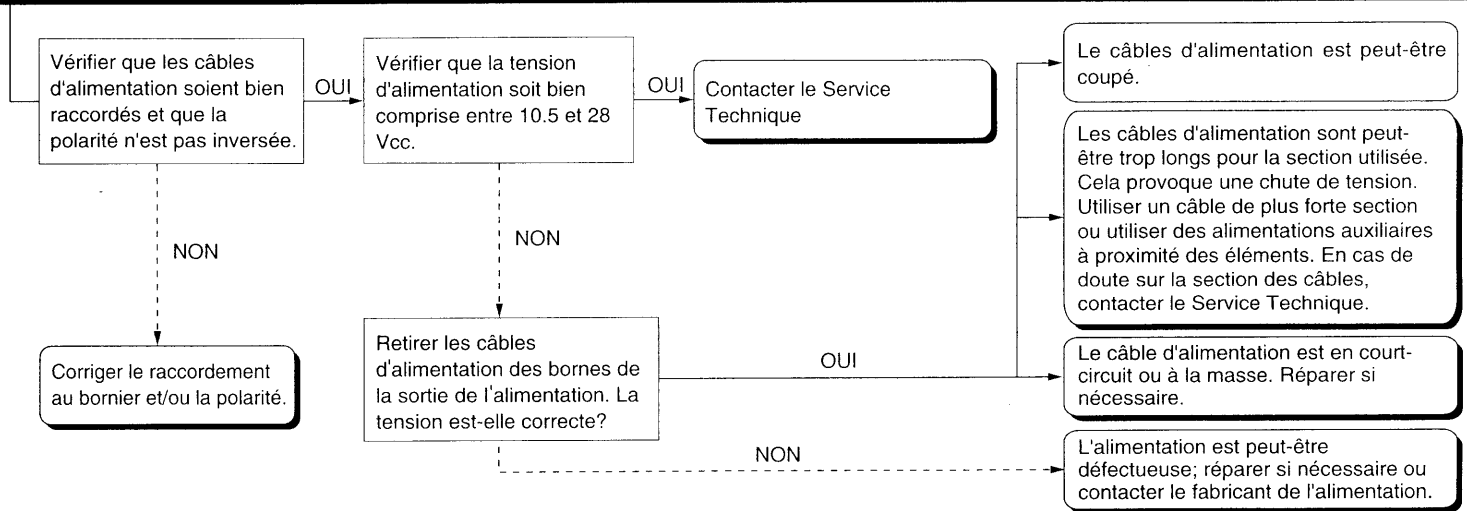 Vérifier que les câbles
d'alimentation soient bien
raccordés et que la
polarité n'est pas inversée.
OUI
Vérifier que la tension
d'alimentation soit bien
comprise entre 10.5 et 28
Vcc.
OUI
Contacter le Service
Technique
Le câbles d'alimentation est peut-être
coupé.
Les câbles d'alimentation sont peut-
être trop longs pour la section utilisée.
Cela provoque une chute de tension.
Utiliser un câble de plus forte section
ou utiliser des alimentations auxiliaires
à proximité des éléments. En cas de
doute sur la section des câbles,
contacter le Service Technique.
NON
NON
Corriger le raccordement
au bornier et/ou la polarité.
Retirer les câbles
d'alimentation des bornes de
la sortie de l'alimentation. La
tension est-elle correcte?
OUI
Le câble d'alimentation est en court-
circuit ou à la masse. Réparer si
nécessaire.
NON
L'alimentation est peut-être
défectueuse; réparer si nécessaire ou
contacter le fabricant de l'alimentation.